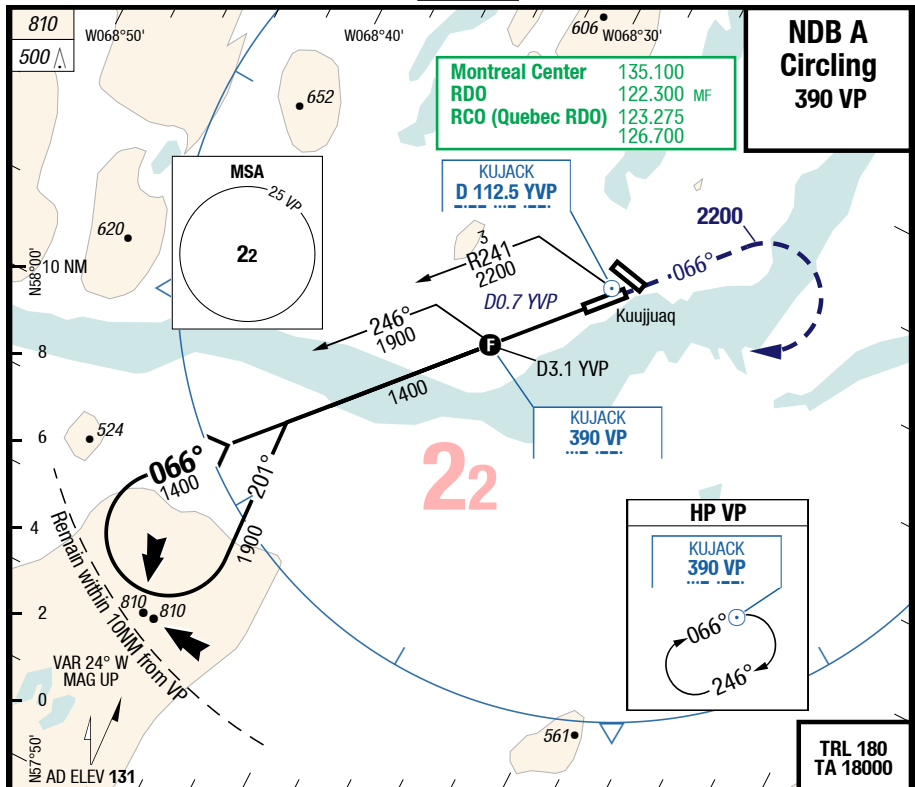 810
500
W068°50'
W068°40'
606
W068°30'
NDB A
Circling
390 VP
Montreal Center 135.100
RDO 122.300 MF
RCO (Quebec RDO) 123.275
126.700
652
MSA
25 VP
22
KUJACK
D 112.5 YVP
620
N58°00'
10 NM
3
R241
2200
D0.7 YVP
2200
066°
Kuujjuaq
246°
1900
8
D3.1 YVP
F
1400
KUJACK
390 VP
6
524
066°
1400
201°
1900
22
4
Remain within 10NM from VP
HP VP
KUJACK
390 VP
066°
246°
2
810
810
VAR 24° W
MAG UP
0
561
N57°50'
AD ELEV 131
TRL 180
TA 18000